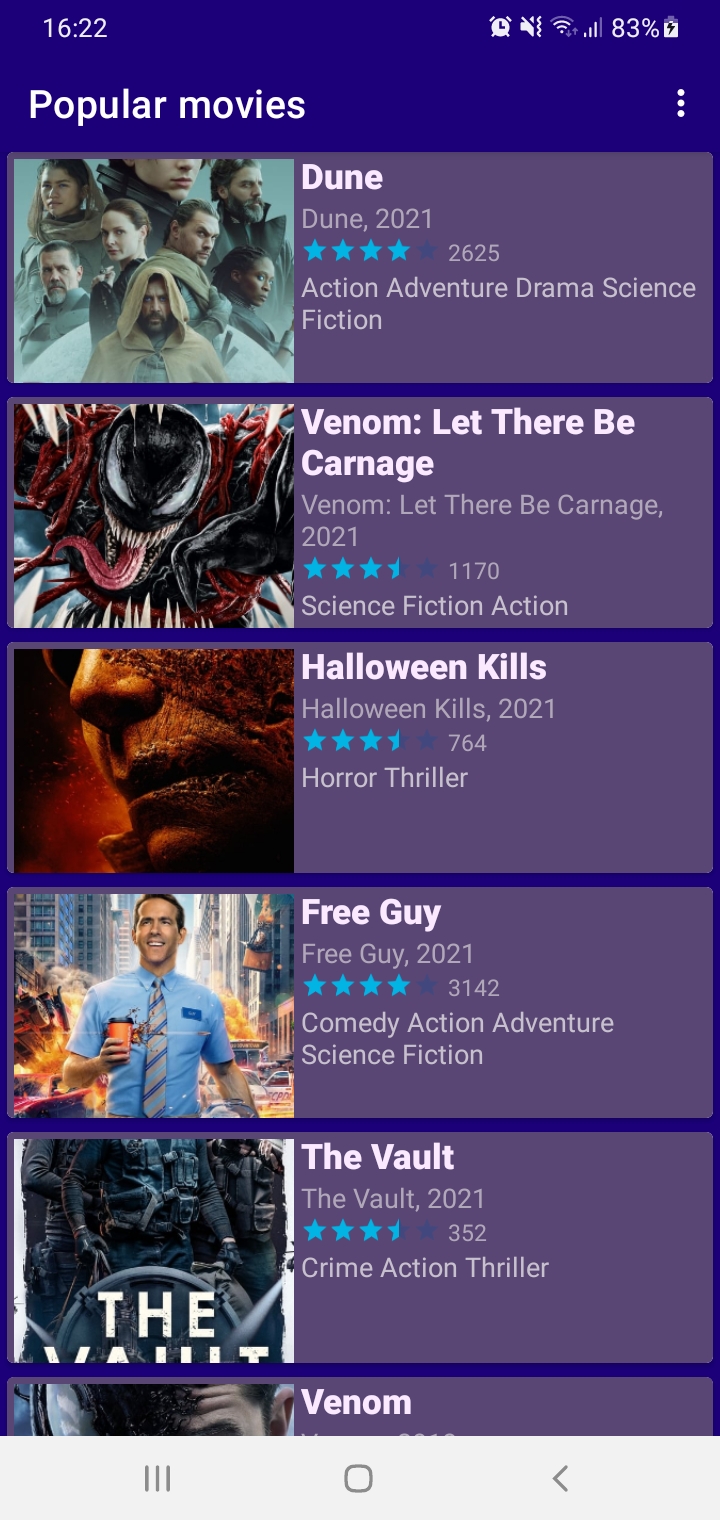 16:22
83%
Popular movies
Dune
Dune, 2021
2625
Action Adventure Drama Science
Fiction
Venom: Let There Be
Carnage
Venom: Let There Be Carnage,
2021
1170
Science Fiction Action
Halloween Kills
Halloween Kills, 2021
764
Horror Thriller
Free Guy
Free Guy, 2021
3142
Comedy Action Adventure
Science Fiction
The Vault
The Vault, 2021
352
Crime Action Thriller
THE
VAULT
Venom